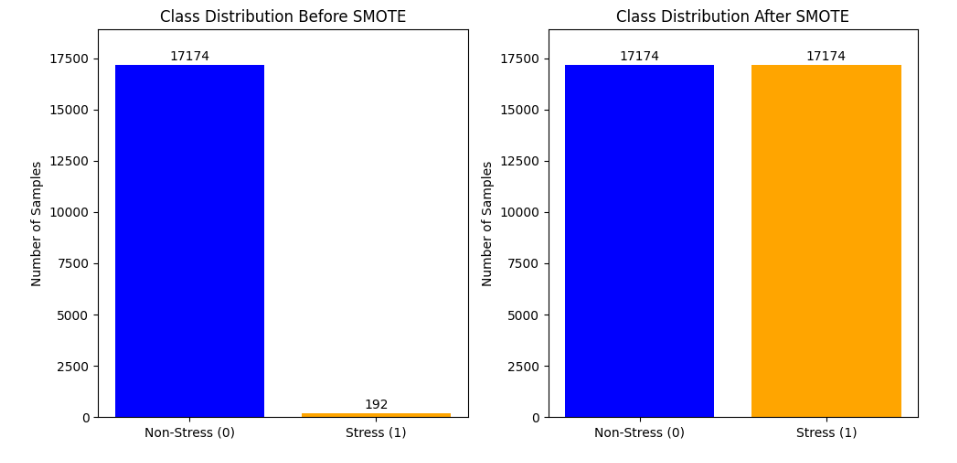 Class Distribution Before SMOTE
Number of Samples
17500
15000
12500
10000
7500
5000
2500
0
17174
192
Non-Stress (0)
Stress (1)
Class Distribution After SMOTE
Number of Samples
17500
15000
12500
10000
7500
5000
2500
0
17174
17174
Non-Stress (0)
Stress (1)